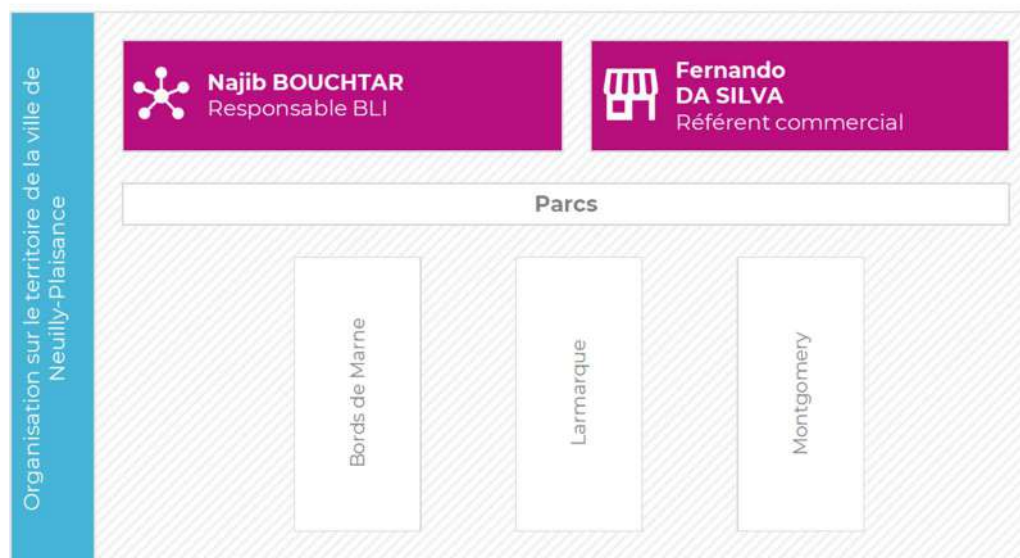 Organisation sur le territoire de la ville de
Neuilly-Plaisance
Najib BOUCHTAR
Responsable BLI
Fernando
DA SILVA
Référent commercial
Parcs
Bords de Marne
Larmarque
Montgomery